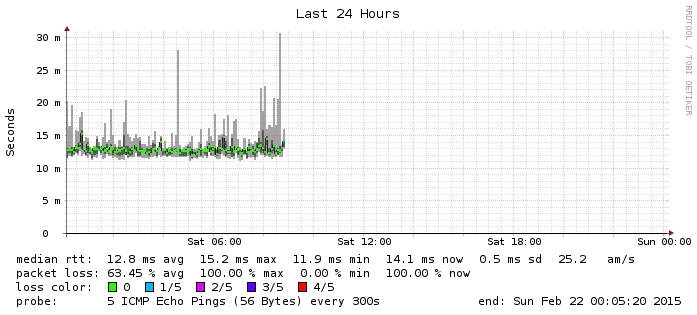 Last 24 Hours
RRDTOOL / TOBI OETIKER
Seconds
30 m
25 m
20 m
15 m
10 m
5 m
0
Sat 06:00 Sat 12:00 Sat 18:00 Sun 00:00
median rtt: 12.8 ms avg 15.2 ms max 11.9 ms min 14.1 ms now 0.5 ms sd 25.2 am/s
packet loss: 63.45 % avg 100.00 % max 0.00 % min 100.00 % now
loss color: 0 1/5 2/5 3/5 4/5
probe: 5 ICMP Echo Pings (56 Bytes) every 300s end: Sun Feb 22 00:05:20 2015